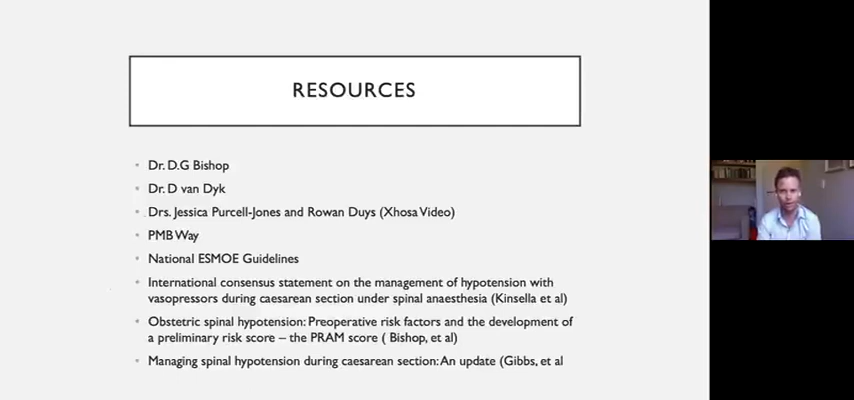 RESOURCES
Dr. D.G Bishop
Dr. D van Dyk
Drs. Jessica Purcell-Jones and Rowan Duys (Xhosa Video)
PMB Way
National ESMOE Guidelines
International consensus statement on the management of hypotension with
vasopressors during caesarean section under spinal anaesthesia (Kinsella et al)
Obstetric spinal hypotension: Preoperative risk factors and the development of
a preliminary risk score – the PRAM score ( Bishop, et al)
Managing spinal hypotension during caesarean section: An update (Gibbs, et al